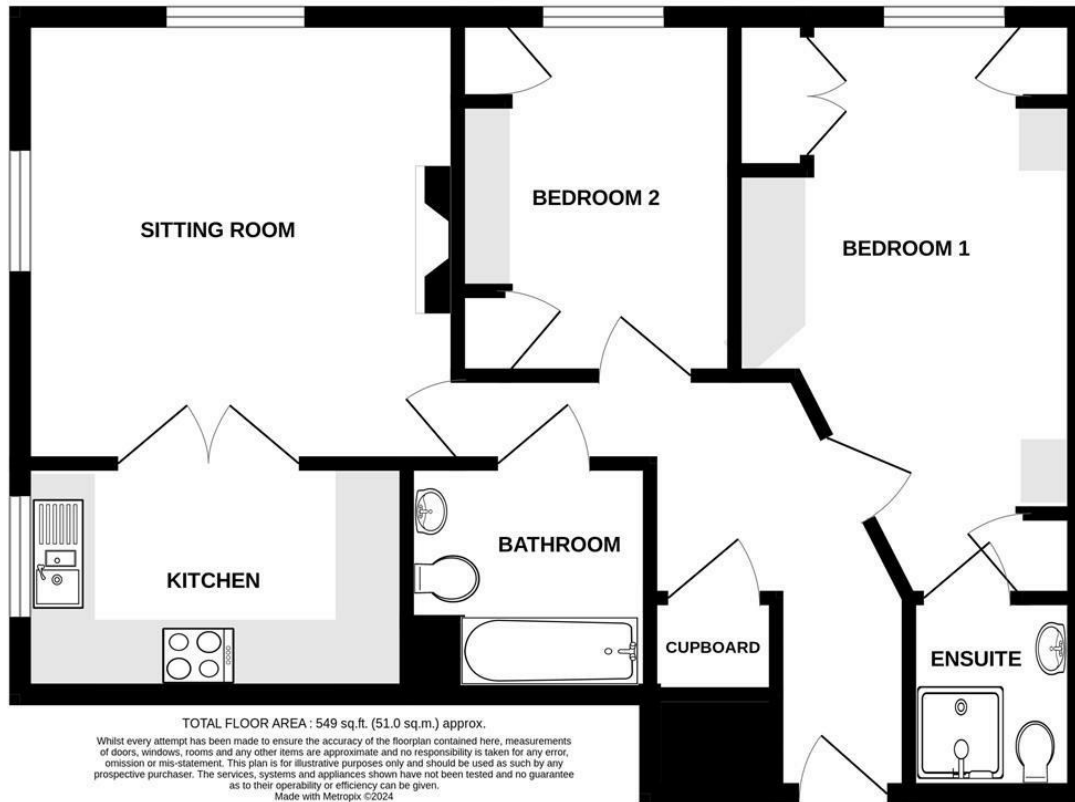 SITTING ROOM
BEDROOM 2
BEDROOM 1
KITCHEN
BATHROOM
CUPBOARD
ENSUITE
TOTAL FLOOR AREA : 549 sq.ft. (51.0 sq.m.) approx.
Whilst every attempt has been made to ensure the accuracy of the floorplan contained here, measurements
of doors, windows, rooms and any other items are approximate and no responsibility is taken for any error,
omission or mis-statement. This plan is for illustrative purposes only and should be used as such by any
prospective purchaser. The services, systems and appliances shown have not been tested and no guarantee
as to their operability or efficiency can be given.
Made with Metropix ©2024